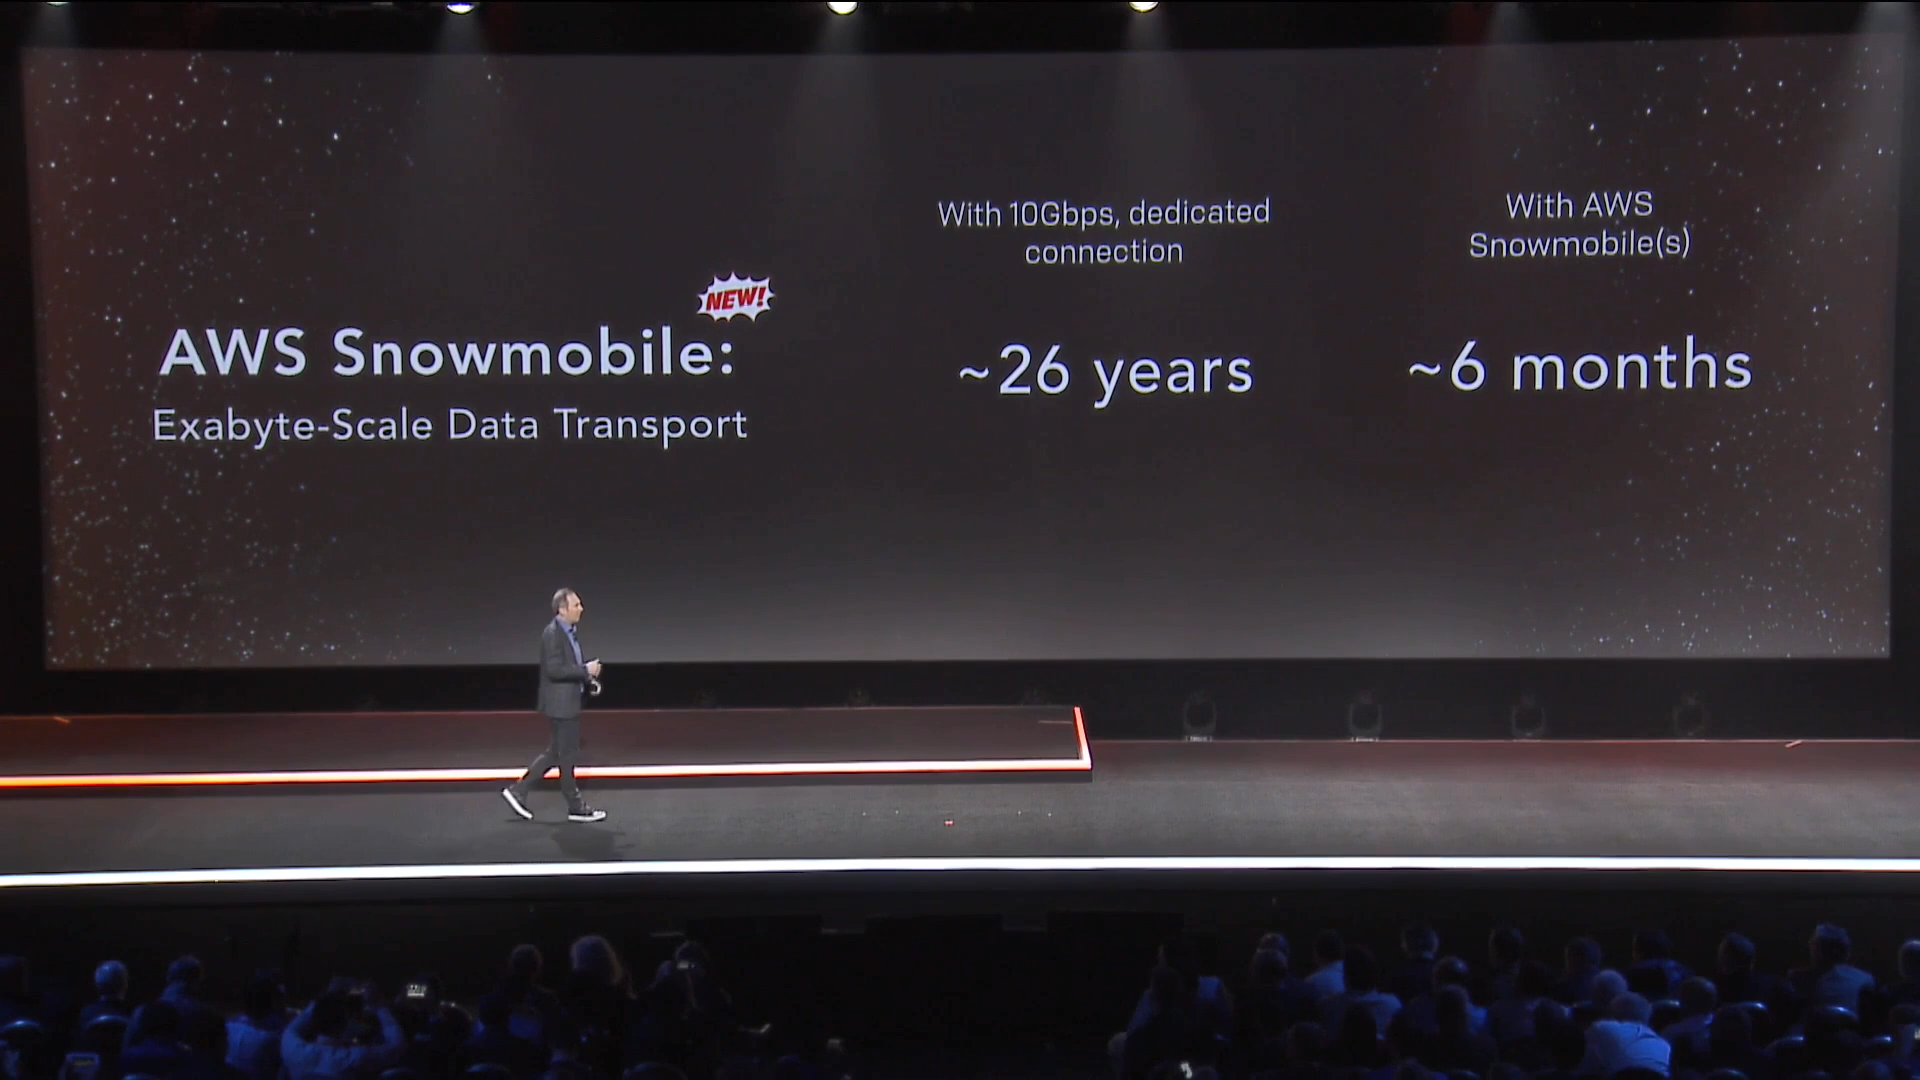 NEW!
AWS Snowmobile:
Exabyte-Scale Data Transport
With 10Gbps, dedicated
connection
~26 years
With AWS
Snowmobile(s)
~6 months